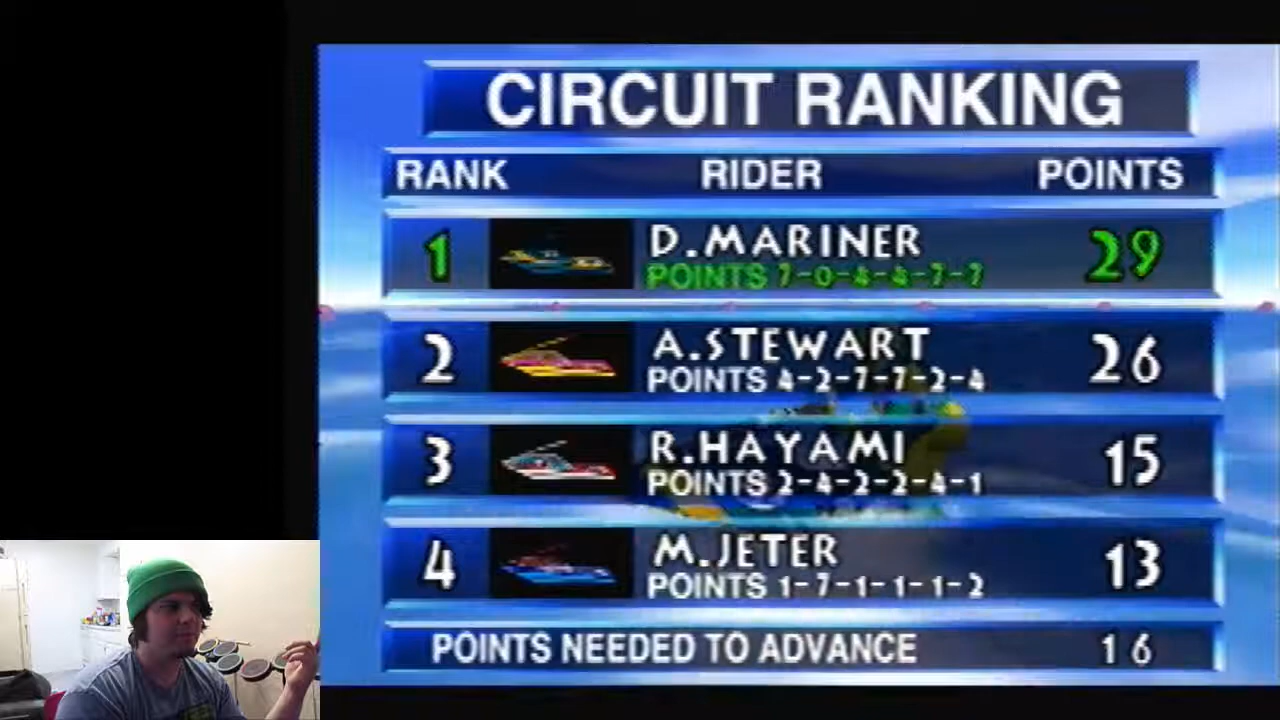 CIRCUIT RANKING
RANK RIDER POINTS
1 D.MARINER 29
POINTS 7-0-4-4-7-7
2 A.STEWART 26
POINTS 4-2-7-7-2-4
3 R.HAYAMI 15
POINTS 2-4-2-2-4-1
4 M.JETER 13
POINTS 1-7-1-1-1-2
POINTS NEEDED TO ADVANCE 16